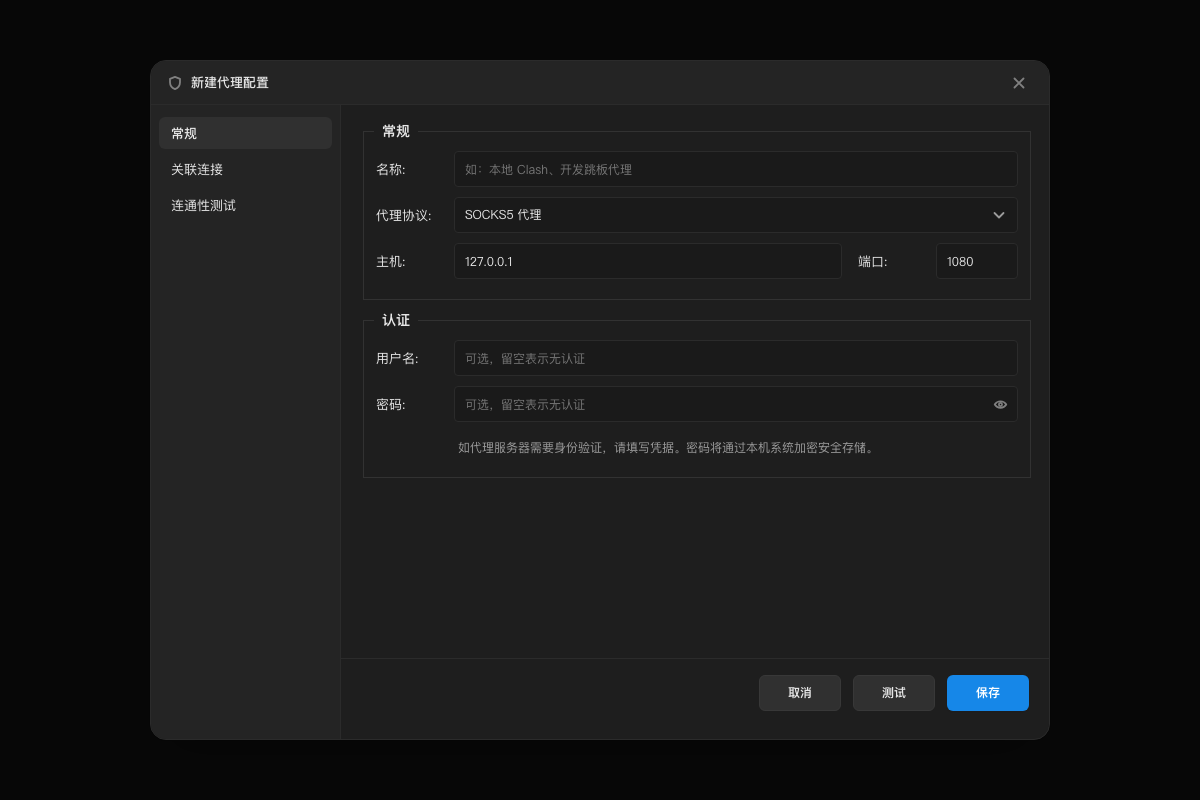 新建代理配置
常规
关联连接
连通性测试
常规
名称: 如：本地 Clash、开发跳板代理
代理协议: SOCKS5 代理
主机: 127.0.0.1 端口: 1080
认证
用户名: 可选，留空表示无认证
密码: 可选，留空表示无认证
如代理服务器需要身份验证，请填写凭据。密码将通过本机系统加密安全存储。
取消 测试 保存